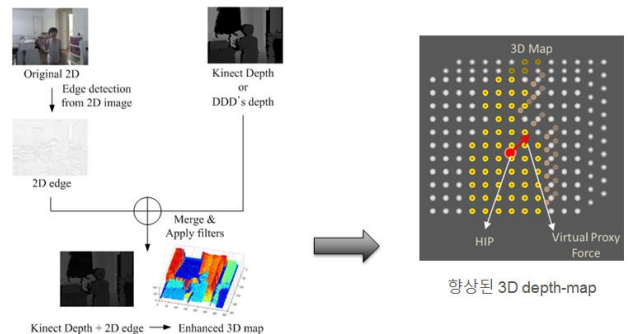 Original 2D
Edge detection
from 2D image
Kinect Depth
or
DDD's depth
2D edge
Merge &
Apply filters
Kinect Depth + 2D edge
Enhanced 3D map
3D Map
HIP
Virtual Proxy
Force
향상된 3D depth-map